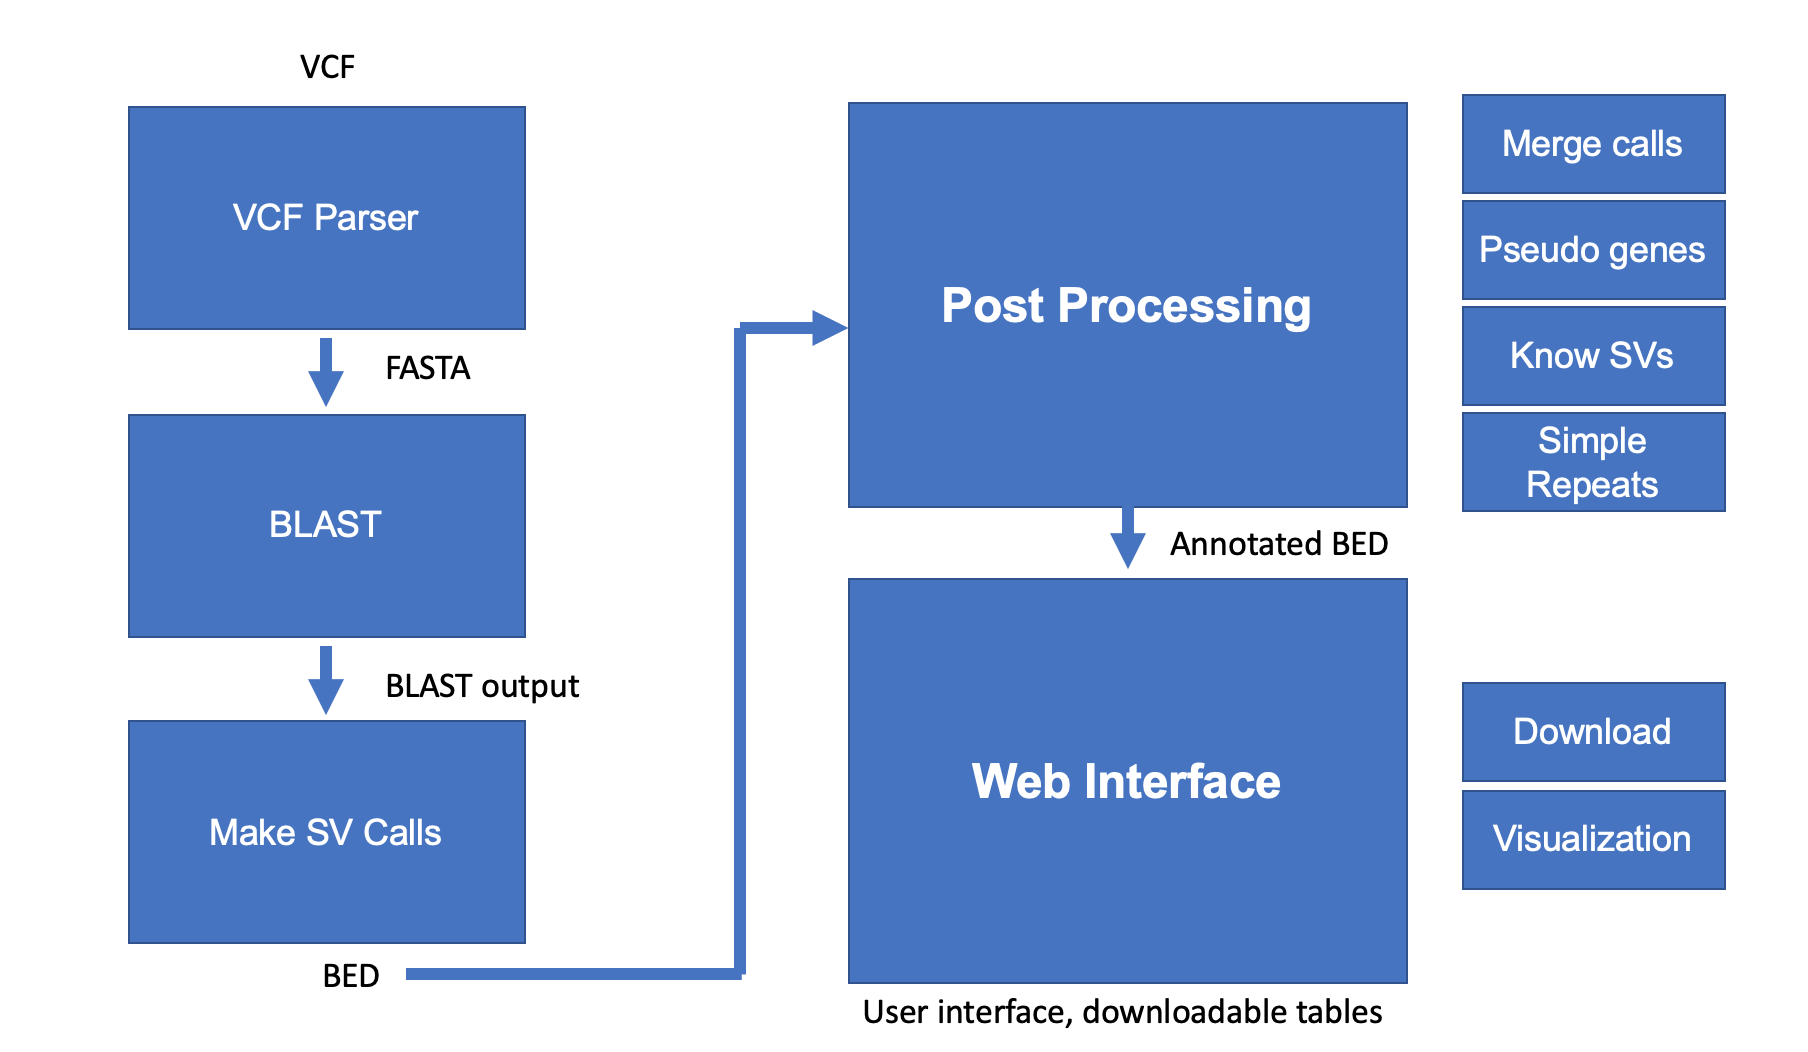 VCF
VCF Parser
FASTA
BLAST
BLAST output
Make SV Calls
BED
Post Processing
Merge calls
Pseudo genes
Know SVs
Simple
Repeats
Annotated BED
Web Interface
Download
Visualization
User interface, downloadable tables